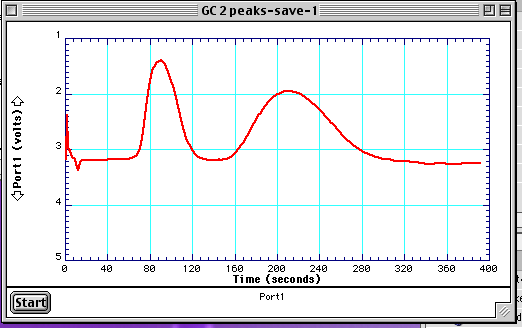 GC 2 peaks-save-1
1
2
3
4
5
Port1 (volts)
0 40 80 120 160 200 240 280 320 360 400
Time (seconds)
Port1
Start